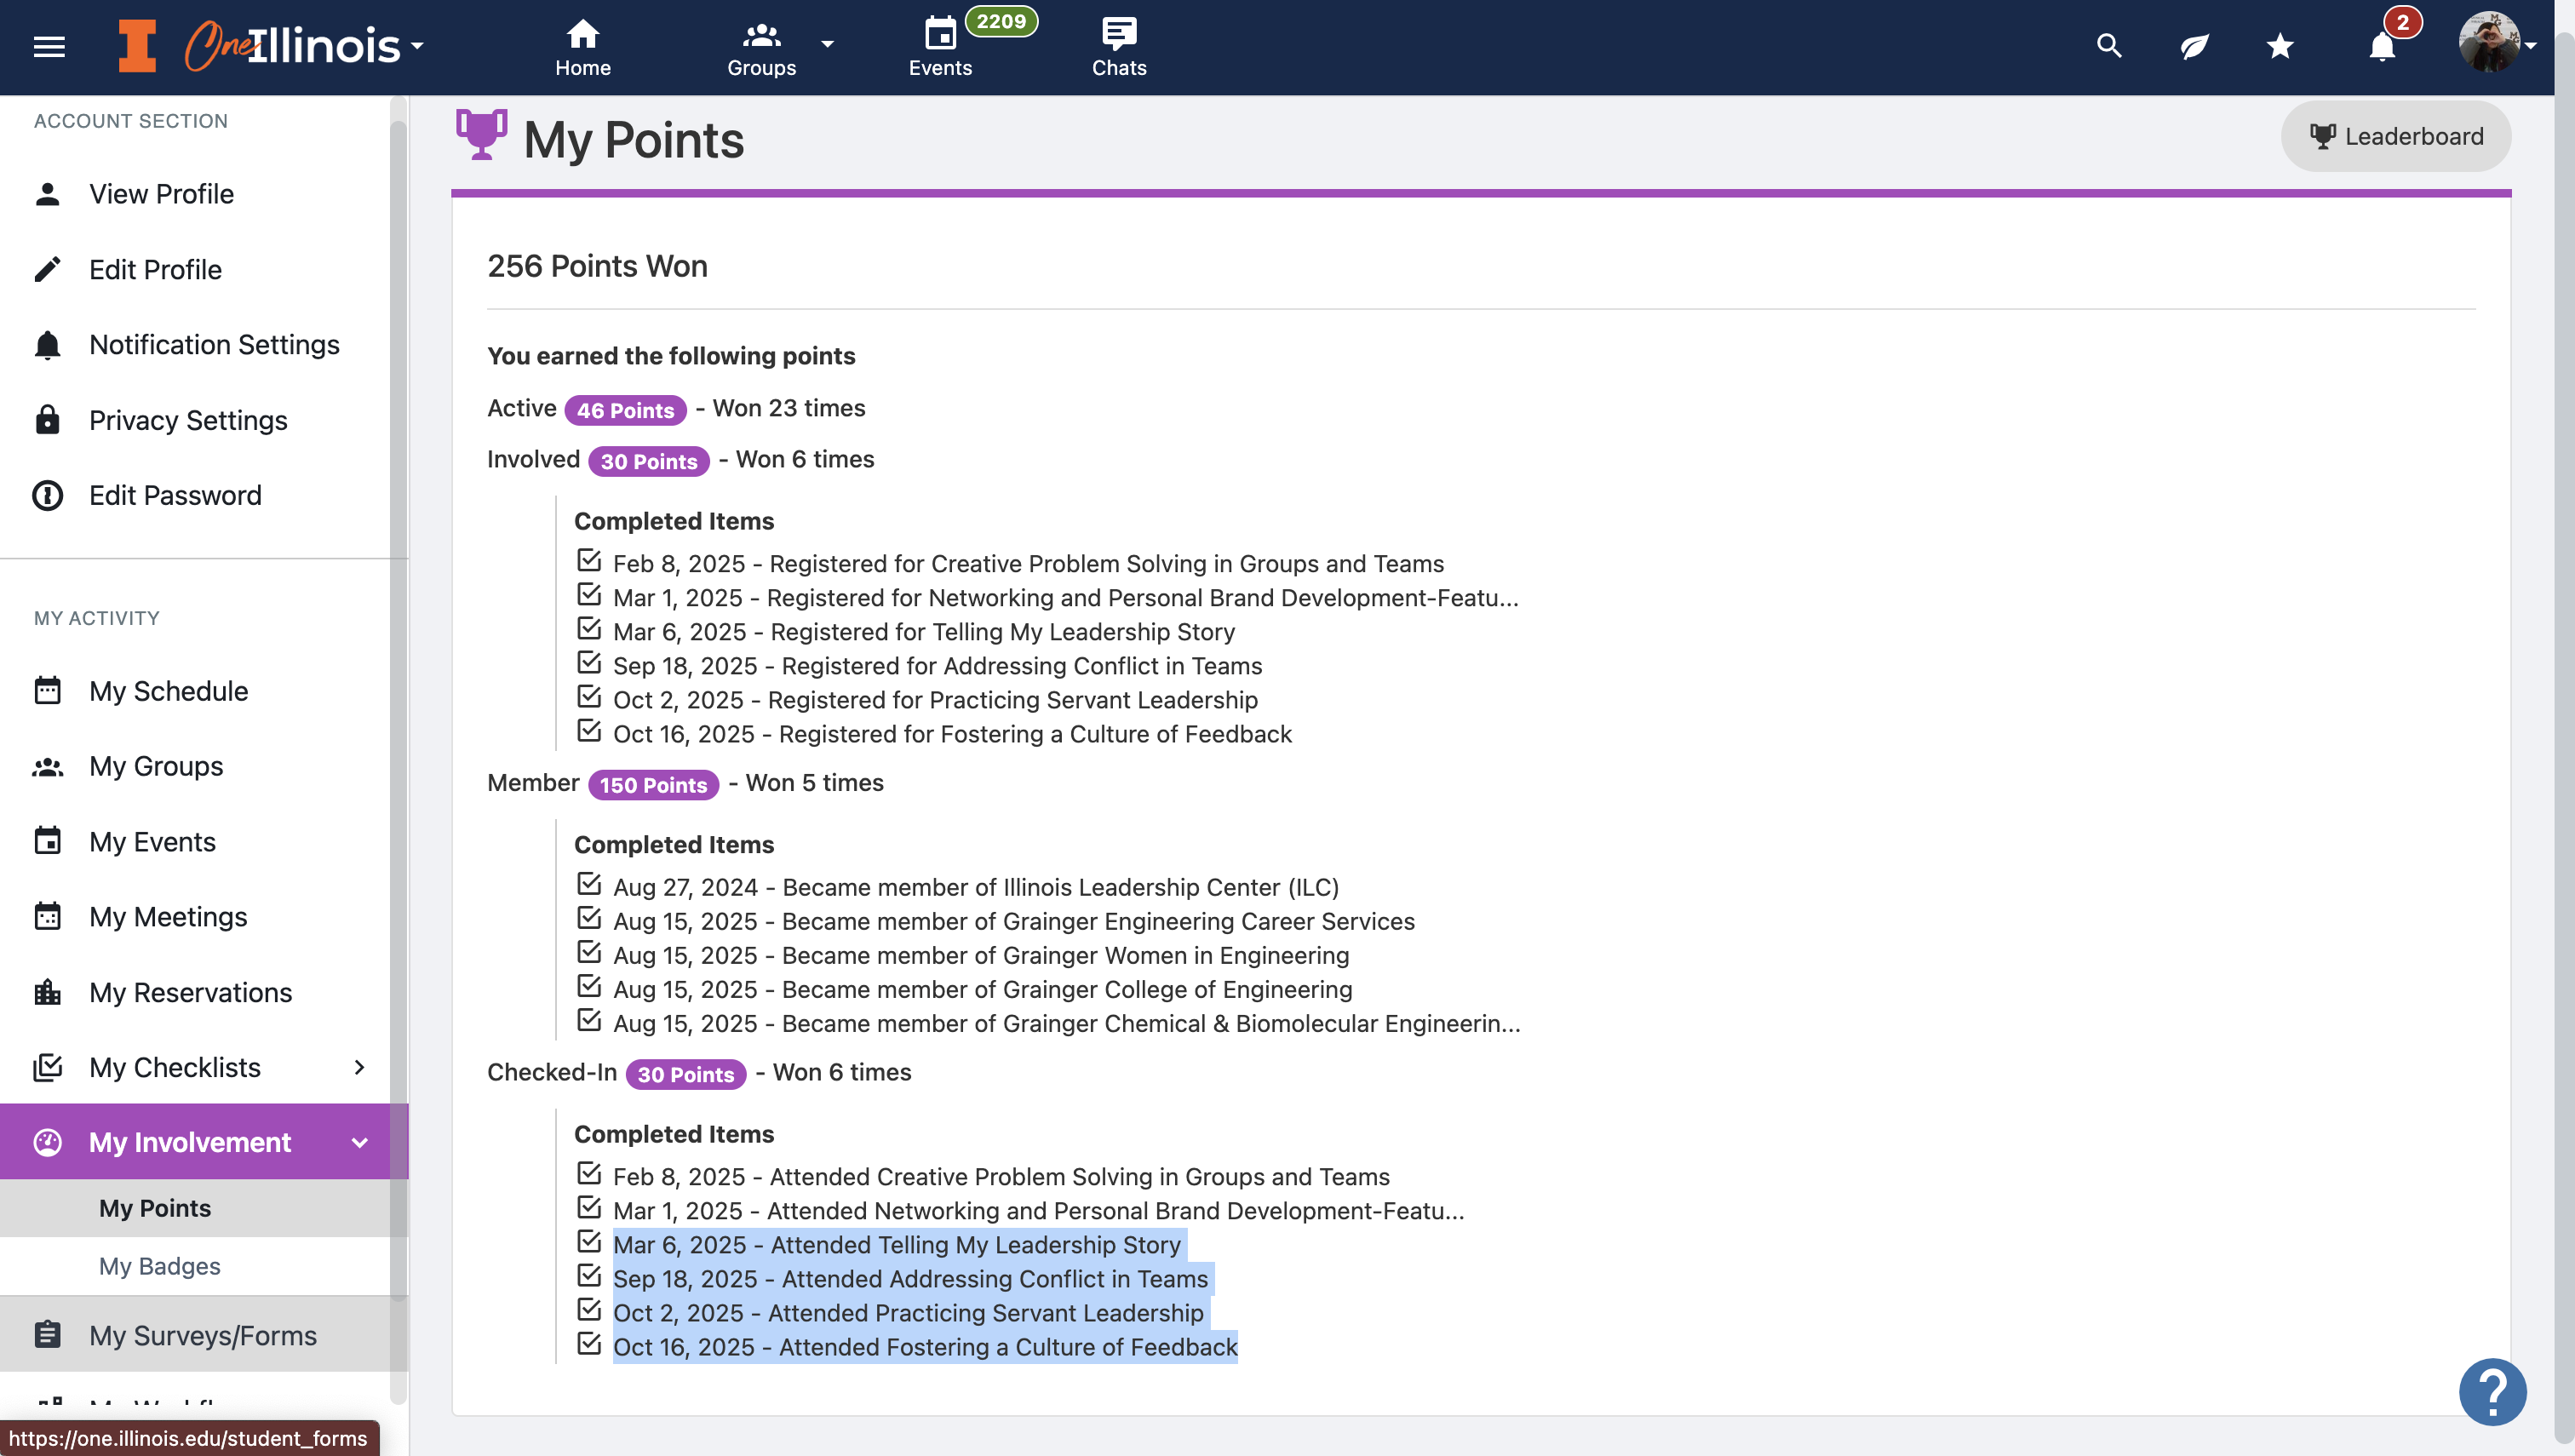 OneIllinois
Home
Groups
Events
2209
Chats
2
ACCOUNT SECTION
View Profile
Edit Profile
Notification Settings
Privacy Settings
Edit Password
MY ACTIVITY
My Schedule
My Groups
My Events
My Meetings
My Reservations
My Checklists
My Involvement
My Points
My Badges
My Surveys/Forms
https://one.illinois.edu/student_forms
My Points
Leaderboard
256 Points Won
You earned the following points
Active 46 Points - Won 23 times
Involved 30 Points - Won 6 times
Completed Items
Feb 8, 2025 - Registered for Creative Problem Solving in Groups and Teams
Mar 1, 2025 - Registered for Networking and Personal Brand Development-Featu...
Mar 6, 2025 - Registered for Telling My Leadership Story
Sep 18, 2025 - Registered for Addressing Conflict in Teams
Oct 2, 2025 - Registered for Practicing Servant Leadership
Oct 16, 2025 - Registered for Fostering a Culture of Feedback
Member 150 Points - Won 5 times
Completed Items
Aug 27, 2024 - Became member of Illinois Leadership Center (ILC)
Aug 15, 2025 - Became member of Grainger Engineering Career Services
Aug 15, 2025 - Became member of Grainger Women in Engineering
Aug 15, 2025 - Became member of Grainger College of Engineering
Aug 15, 2025 - Became member of Grainger Chemical & Biomolecular Engineerin...
Checked-In 30 Points - Won 6 times
Completed Items
Feb 8, 2025 - Attended Creative Problem Solving in Groups and Teams
Mar 1, 2025 - Attended Networking and Personal Brand Development-Featu...
Mar 6, 2025 - Attended Telling My Leadership Story
Sep 18, 2025 - Attended Addressing Conflict in Teams
Oct 2, 2025 - Attended Practicing Servant Leadership
Oct 16, 2025 - Attended Fostering a Culture of Feedback
?